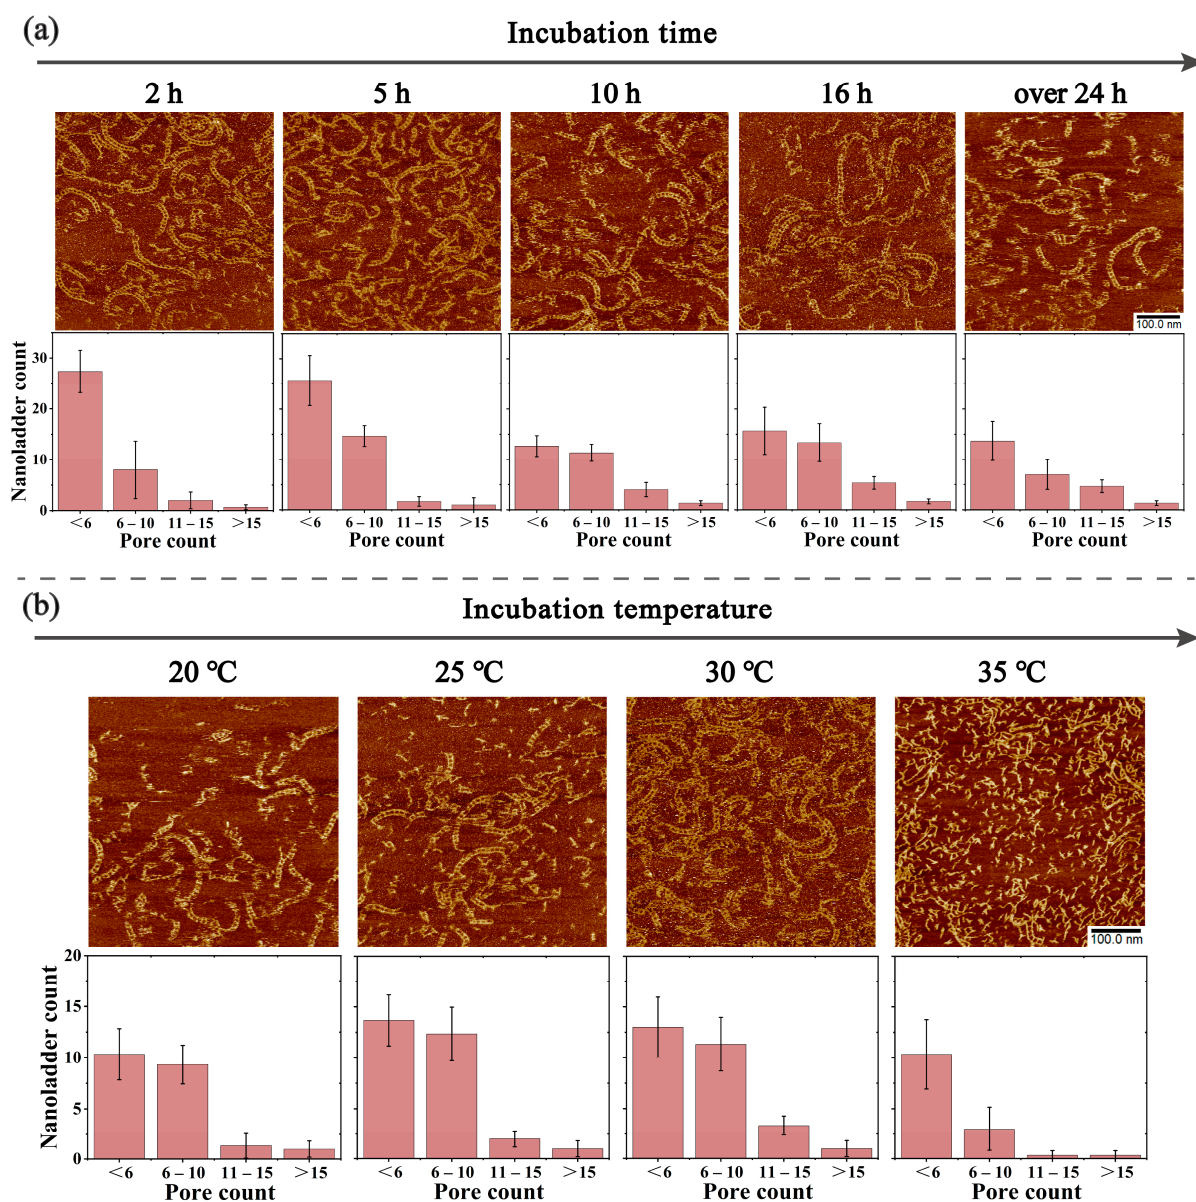 (a)
Incubation time
2 h 5 h 10 h 16 h over 24 h
100.0 nm
Nanoladder count
30
20
10
0
<6 6–10 11–15 >15 <6 6–10 11–15 >15 <6 6–10 11–15 >15 <6 6–10 11–15 >15 <6 6–10 11–15 >15
Pore count Pore count Pore count Pore count Pore count
(b)
Incubation temperature
20 ℃ 25 ℃ 30 ℃ 35 ℃
100.0 nm
Nanoladder count
20
15
10
5
0
<6 6–10 11–15 >15 <6 6–10 11–15 >15 <6 6–10 11–15 >15 <6 6–10 11–15 >15
Pore count Pore count Pore count Pore count